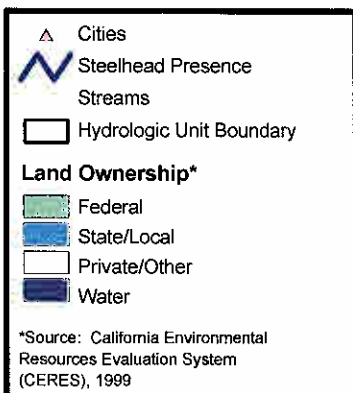 Cities
Steelhead Presence
Streams
Hydrologic Unit Boundary
Land Ownership*
Federal
State/Local
Private/Other
Water
*Source: California Environmental
Resources Evaluation System
(CERES), 1999